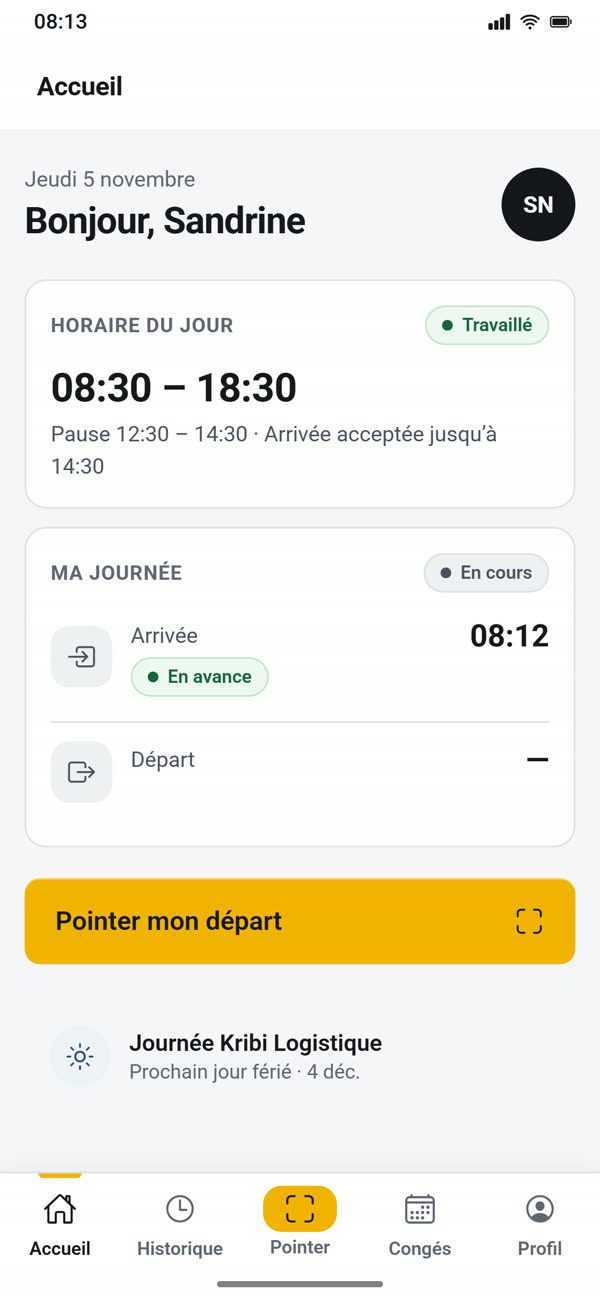 08:13
Accueil
Jeudi 5 novembre
Bonjour, Sandrine
SN
HORAIRE DU JOUR
Travaillé
08:30 – 18:30
Pause 12:30 – 14:30 · Arrivée acceptée jusqu’à
14:30
MA JOURNÉE
En cours
Arrivée
08:12
En avance
Départ
—
Pointer mon départ
Journée Kribi Logistique
Prochain jour férié · 4 déc.
Accueil
Historique
Pointer
Congés
Profil